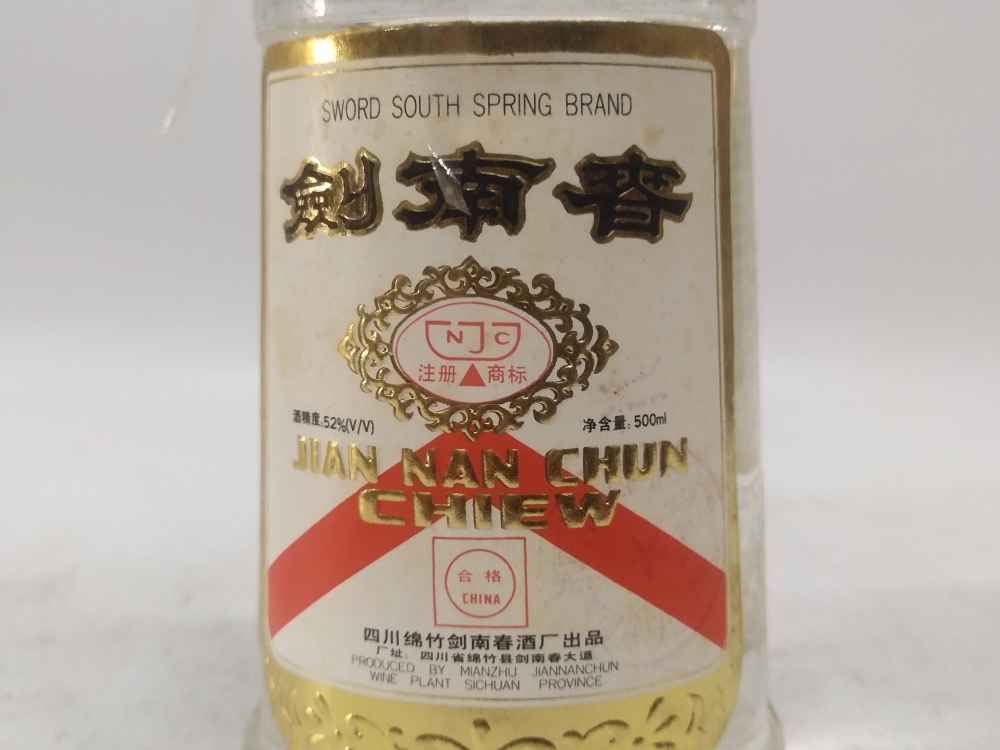 SWORD SOUTH SPRING BRAND
劍南春
NJC
注册 商标
酒精度:52%(V/V)
净含量: 500ml
JIAN NAN CHUN
CHIEW
合格
CHINA
四川绵竹剑南春酒厂出品
厂址: 四川省绵竹县剑南春大道
PRODUCED BY MIANZHU JIANNANCHUN
WINE PLANT SICHUAN PROVINCE